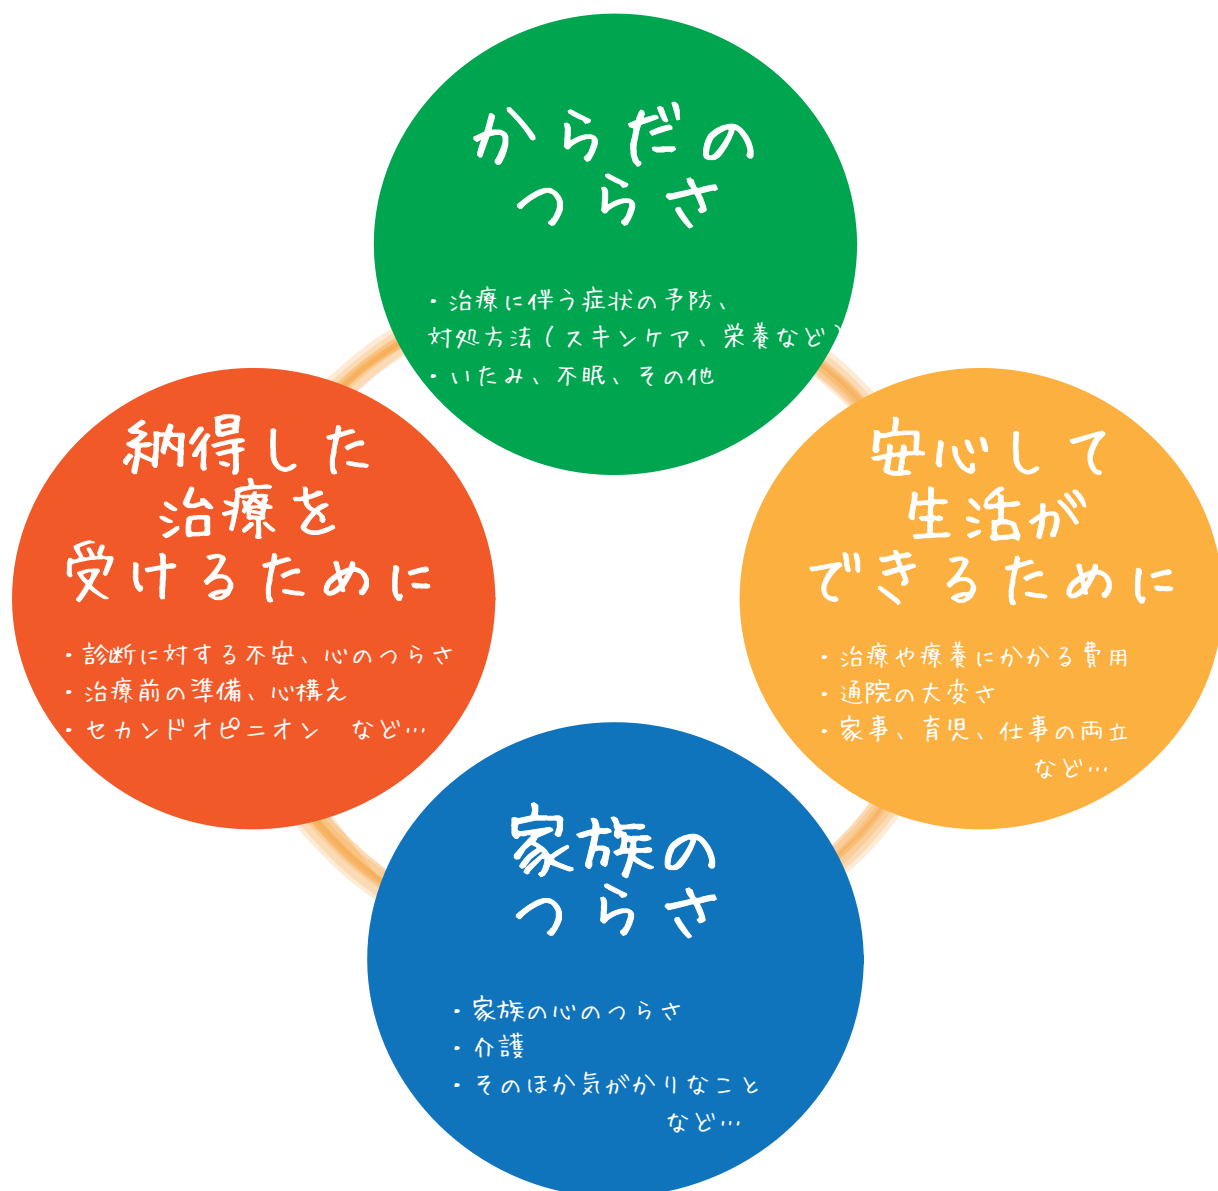 からだの
つらさ
・治療に伴う症状の予防、
対処方法（スキンケア、栄養など）
・いたみ、不眠、その他
納得した
治療を
受けるために
・診断に対する不安、心のつらさ
・治療前の準備、心構え
・セカンドオピニオン　など…
安心して
生活が
できるために
・治療や療養にかかる費用
・通院の大変さ
・家事、育児、仕事の両立
など…
家族の
つらさ
・家族の心のつらさ
・介護
・そのほか気がかりなこと
など…